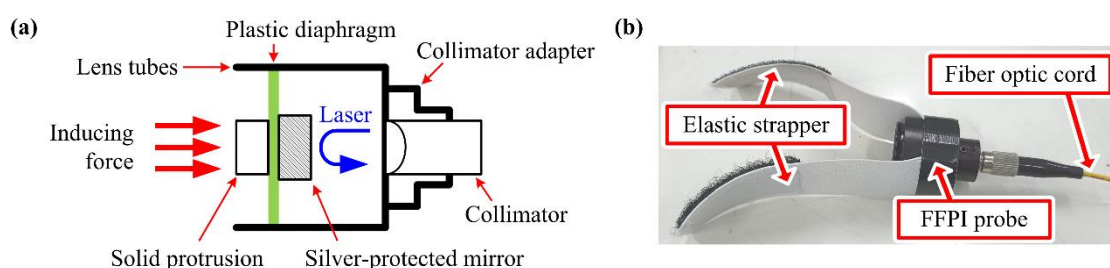 (a)
Plastic diaphragm
Collimator adapter
Lens tubes
Laser
Inducing
force
Collimator
Solid protrusion
Silver-protected mirror
(b)
Fiber optic cord
Elastic strapper
FFPI probe